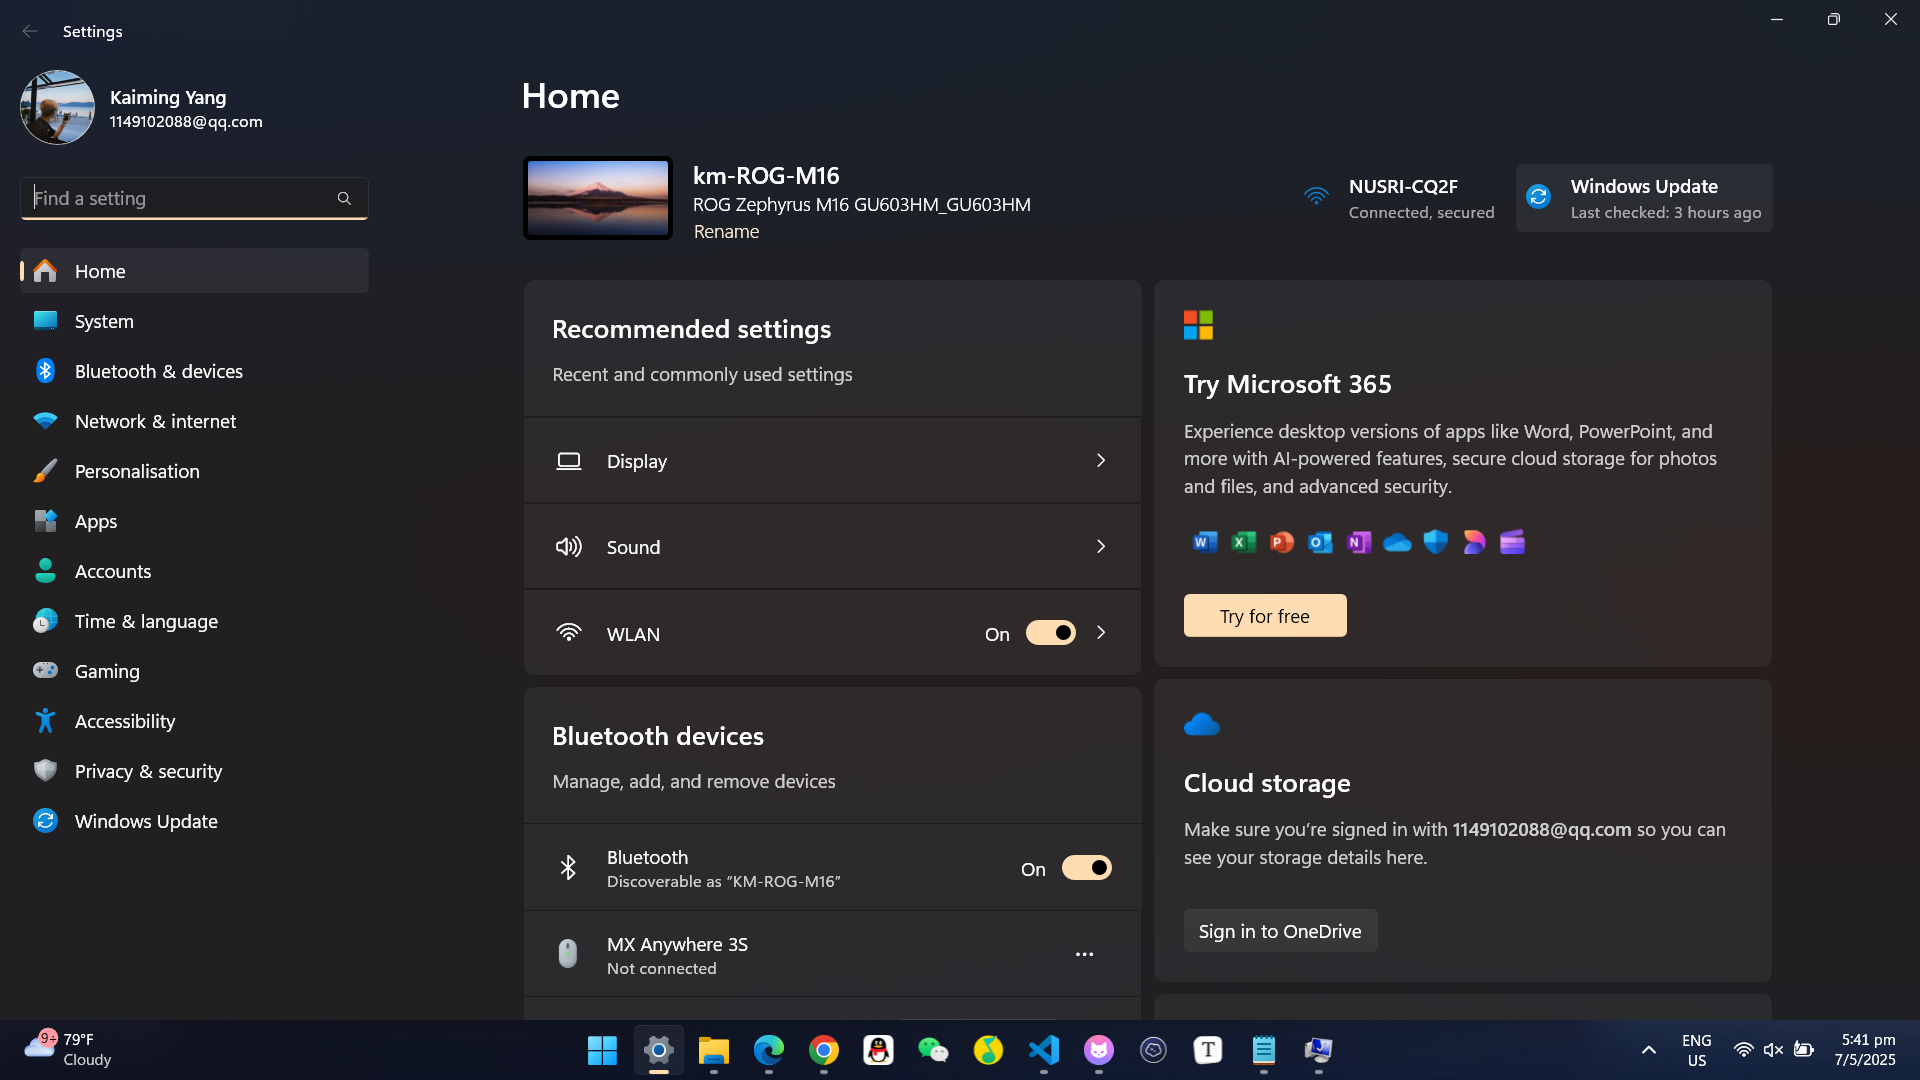 Settings
Kaiming Yang
1149102088@qq.com
Find a setting
Home
System
Bluetooth & devices
Network & internet
Personalisation
Apps
Accounts
Time & language
Gaming
Accessibility
Privacy & security
Windows Update
Home
km-ROG-M16
ROG Zephyrus M16 GU603HM_GU603HM
Rename
NUSRI-CQ2F
Connected, secured
Windows Update
Last checked: 3 hours ago
Recommended settings
Recent and commonly used settings
Display
Sound
WLAN
On
Bluetooth devices
Manage, add, and remove devices
Bluetooth
Discoverable as “KM-ROG-M16”
On
MX Anywhere 3S
Not connected
Try Microsoft 365
Experience desktop versions of apps like Word, PowerPoint, and
more with AI-powered features, secure cloud storage for photos
and files, and advanced security.
Try for free
Cloud storage
Make sure you’re signed in with 1149102088@qq.com so you can
see your storage details here.
Sign in to OneDrive
9+
79°F
Cloudy
T
ENG
US
5:41 pm
7/5/2025